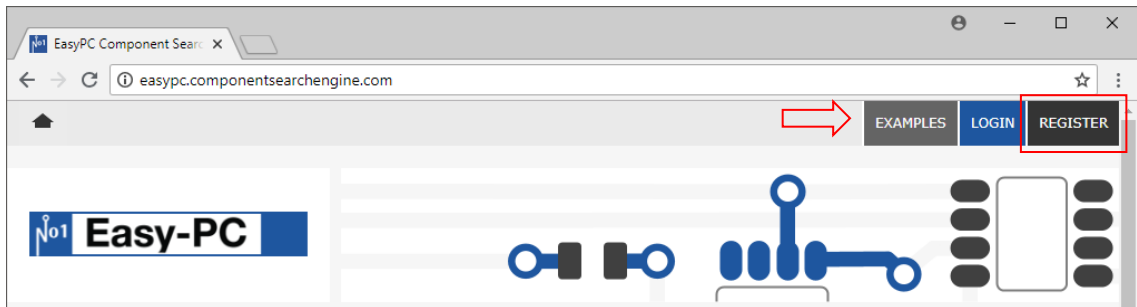 EasyPC Component Searc
easypc.componentsearchengine.com
EXAMPLES LOGIN REGISTER
No1 Easy-PC